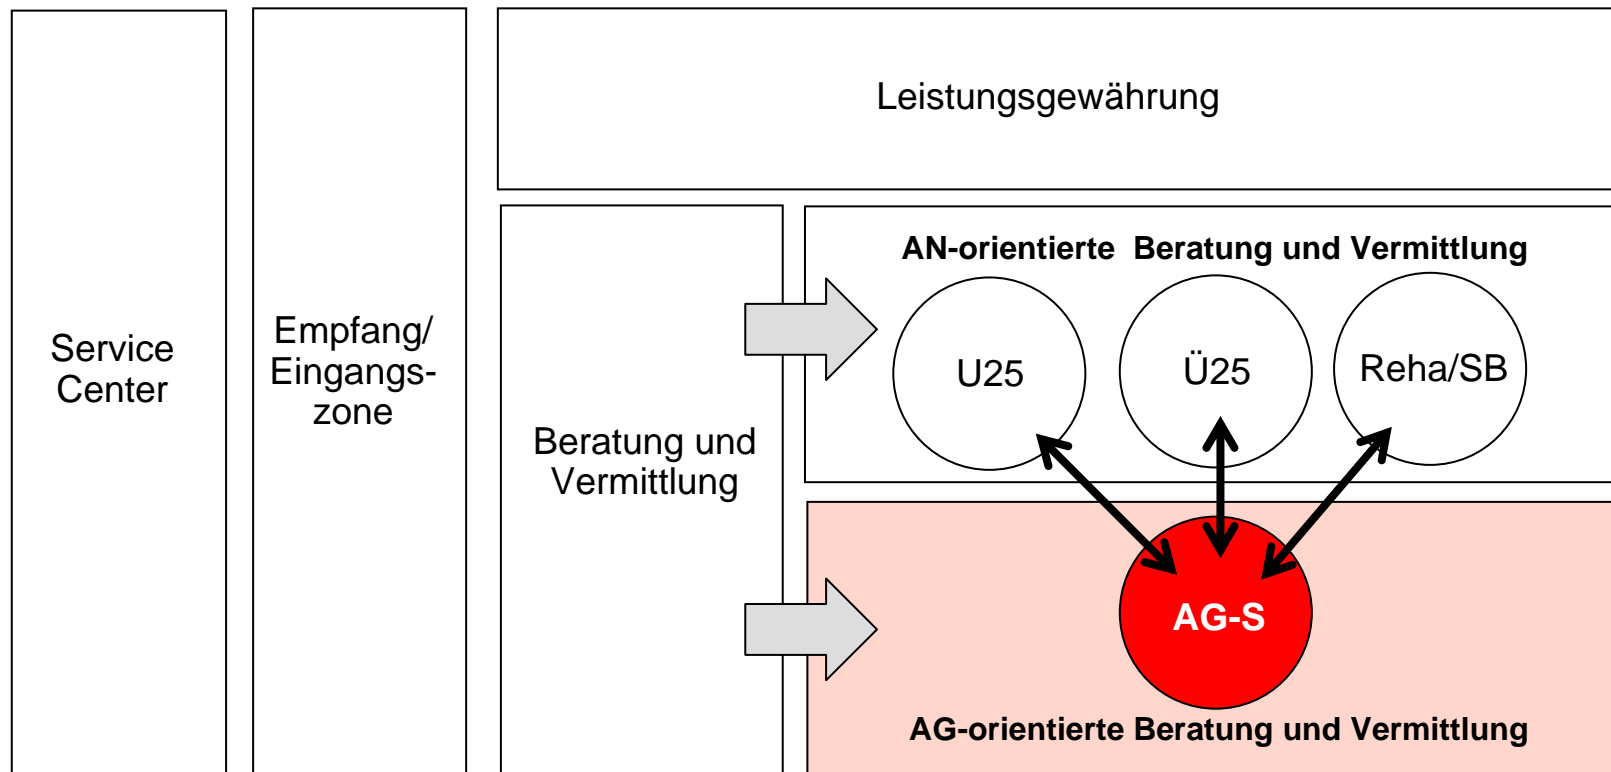 Service
Center
Empfang/
Eingangs-
zone
Leistungsgewährung
Beratung und
Vermittlung
AN-orientierte  Beratung und Vermittlung
U25
Ü25
Reha/SB
AG-S
AG-orientierte Beratung und Vermittlung